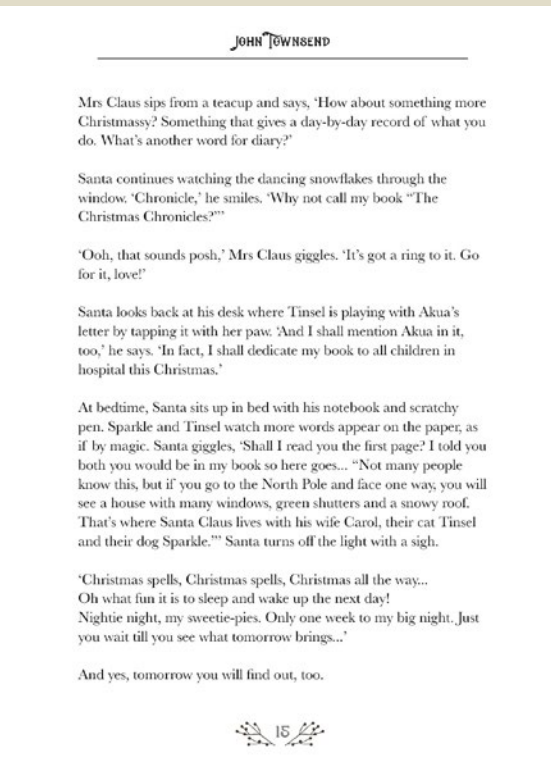 John Townsend
Mrs Claus sips from a teacup and says, ‘How about something more
Christmassy? Something that gives a day-by-day record of what you
do. What’s another word for diary?’
Santa continues watching the dancing snowflakes through the
window. ‘Chronicle,’ he smiles. ‘Why not call my book “The
Christmas Chronicles?”’
‘Ooh, that sounds posh,’ Mrs Claus giggles. ‘It’s got a ring to it. Go
for it, love!’
Santa looks back at his desk where Tinsel is playing with Akua’s
letter by tapping it with her paw. ‘And I shall mention Akua in it,
too,’ he says. ‘In fact, I shall dedicate my book to all children in
hospital this Christmas.’
At bedtime, Santa sits up in bed with his notebook and scratchy
pen. Sparkle and Tinsel watch more words appear on the paper, as
if by magic. Santa giggles, ‘Shall I read you the first page? I told you
both you would be in my book so here goes... “Not many people
know this, but if you go to the North Pole and face one way, you will
see a house with many windows, green shutters and a snowy roof.
That’s where Santa Claus lives with his wife Carol, their cat Tinsel
and their dog Sparkle.”’ Santa turns off the light with a sigh.
‘Christmas spells, Christmas spells, Christmas all the way...
Oh what fun it is to sleep and wake up the next day!
Nightie night, my sweetie-pies. Only one week to my big night. Just
you wait till you see what tomorrow brings...’
And yes, tomorrow you will find out, too.
15